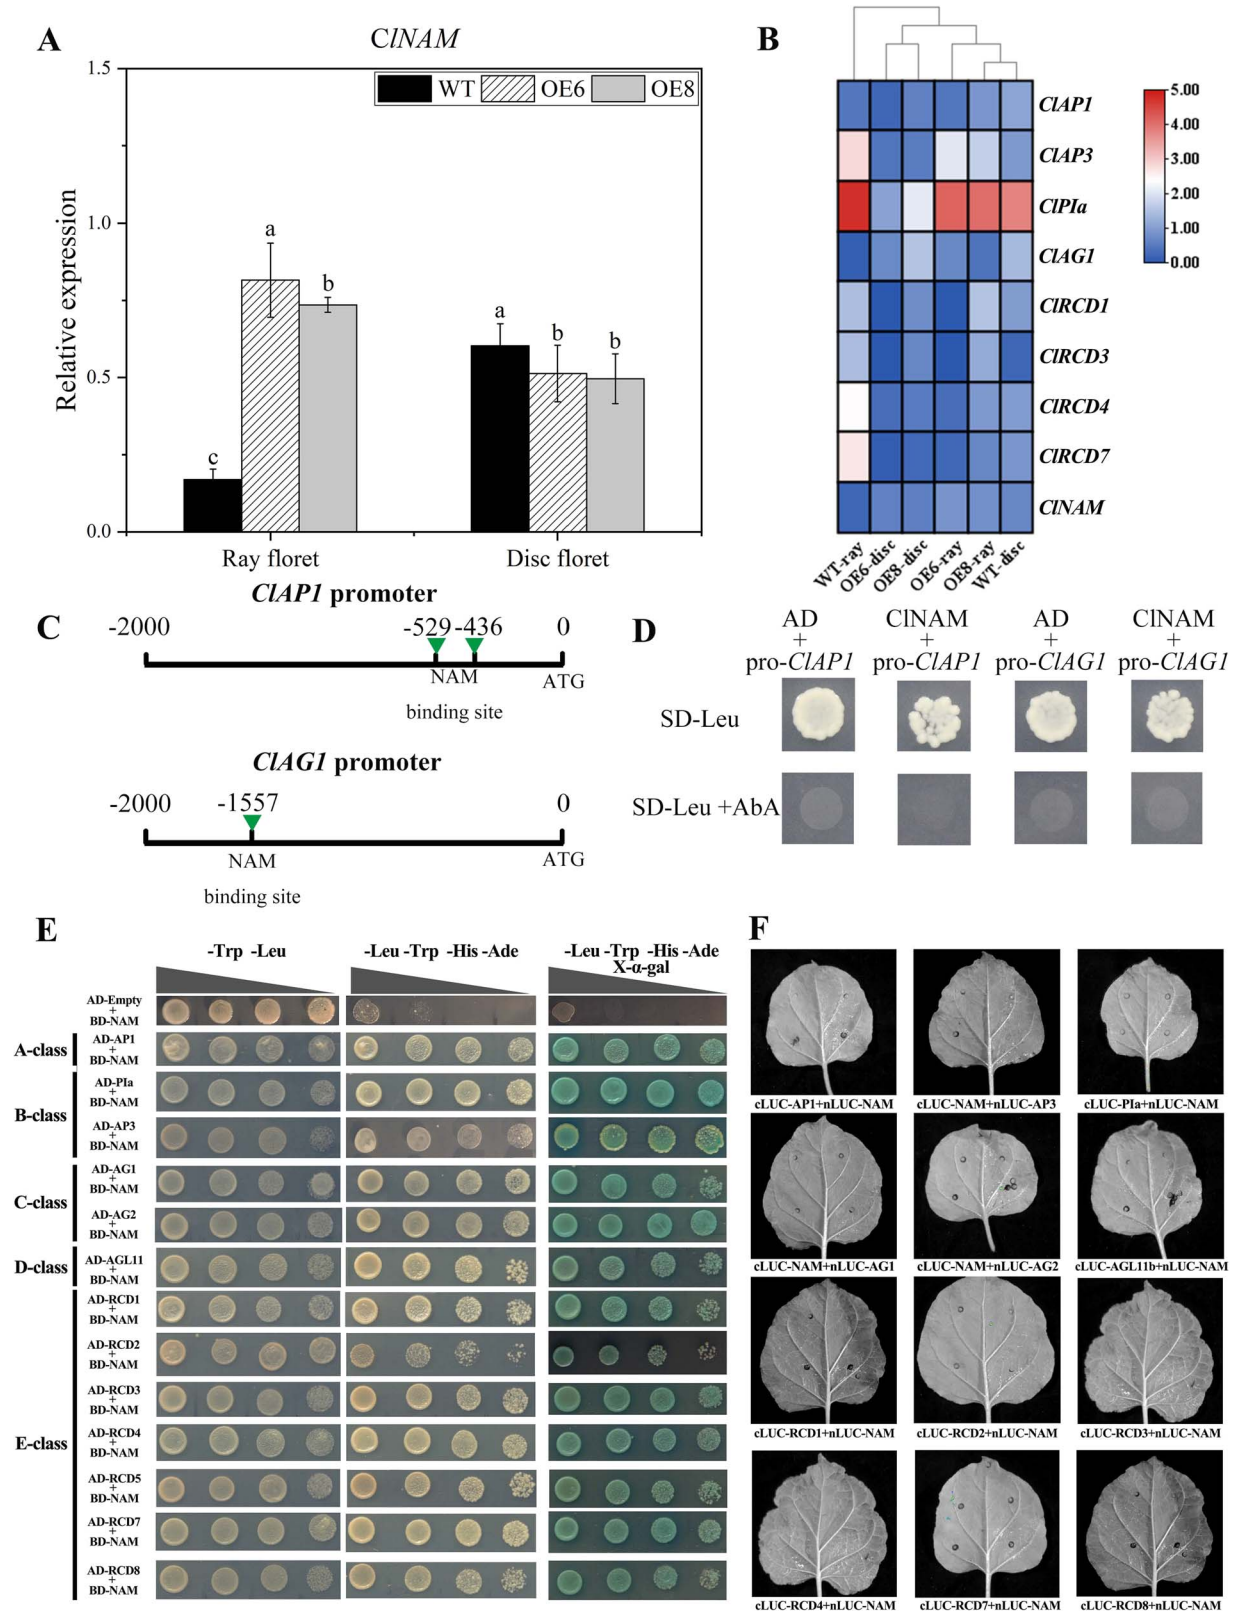 A
ClNAM
1.5
1.0
0.5
0.0
Relative expression
WT OE6 OE8
c
a
b
a
b
b
Ray floret Disc floret
B
ClAP1
ClAP3
ClPIa
ClAG1
ClRCD1
ClRCD3
ClRCD4
ClRCD7
ClNAM
WT-ray OE6-disc OE8-disc OE6-ray OE8-ray WT-disc
5.00
4.00
3.00
2.00
1.00
0.00
C
ClAP1 promoter
-2000 -529 -436 0
NAM ATG
binding site
ClAG1 promoter
-2000 -1557 0
NAM ATG
binding site
D
AD ClNAM AD ClNAM
+ + + +
pro-ClAP1 pro-ClAP1 pro-ClAG1 pro-ClAG1
SD-Leu
SD-Leu +AbA
E
-Trp -Leu -Leu -Trp -His -Ade -Leu -Trp -His -Ade
X-α-gal
AD-Empty
+
BD-NAM
A-class
AD-AP1
+
BD-NAM
B-class
AD-PIa
+
BD-NAM
AD-AP3
+
BD-NAM
C-class
AD-AG1
+
BD-NAM
AD-AG2
+
BD-NAM
D-class
AD-AGL11
+
BD-NAM
E-class
AD-RCD1
+
BD-NAM
AD-RCD2
+
BD-NAM
AD-RCD3
+
BD-NAM
AD-RCD4
+
BD-NAM
AD-RCD5
+
BD-NAM
AD-RCD7
+
BD-NAM
AD-RCD8
+
BD-NAM
F
cLUC-AP1+nLUC-NAM cLUC-NAM+nLUC-AP3 cLUC-PIa+nLUC-NAM
cLUC-NAM+nLUC-AG1 cLUC-NAM+nLUC-AG2 cLUC-AGL11b+nLUC-NAM
cLUC-RCD1+nLUC-NAM cLUC-RCD2+nLUC-NAM cLUC-RCD3+nLUC-NAM
cLUC-RCD4+nLUC-NAM cLUC-RCD7+nLUC-NAM cLUC-RCD8+nLUC-NAM